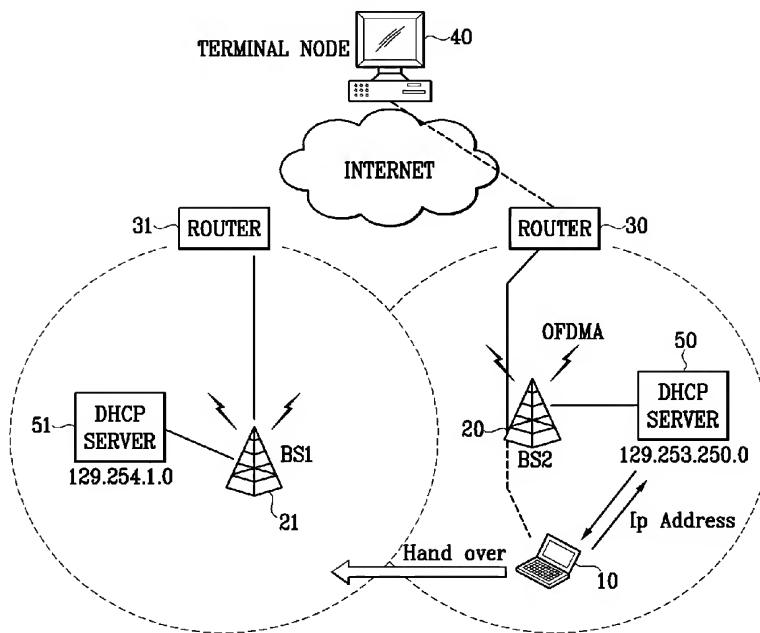 TERMINAL NODE
40
INTERNET
31
ROUTER
ROUTER
30
OFDMA
50
51
DHCP
SERVER
129.254.1.0
BS1
21
20
BS2
DHCP
SERVER
129.253.250.0
Ip Address
Hand over
10